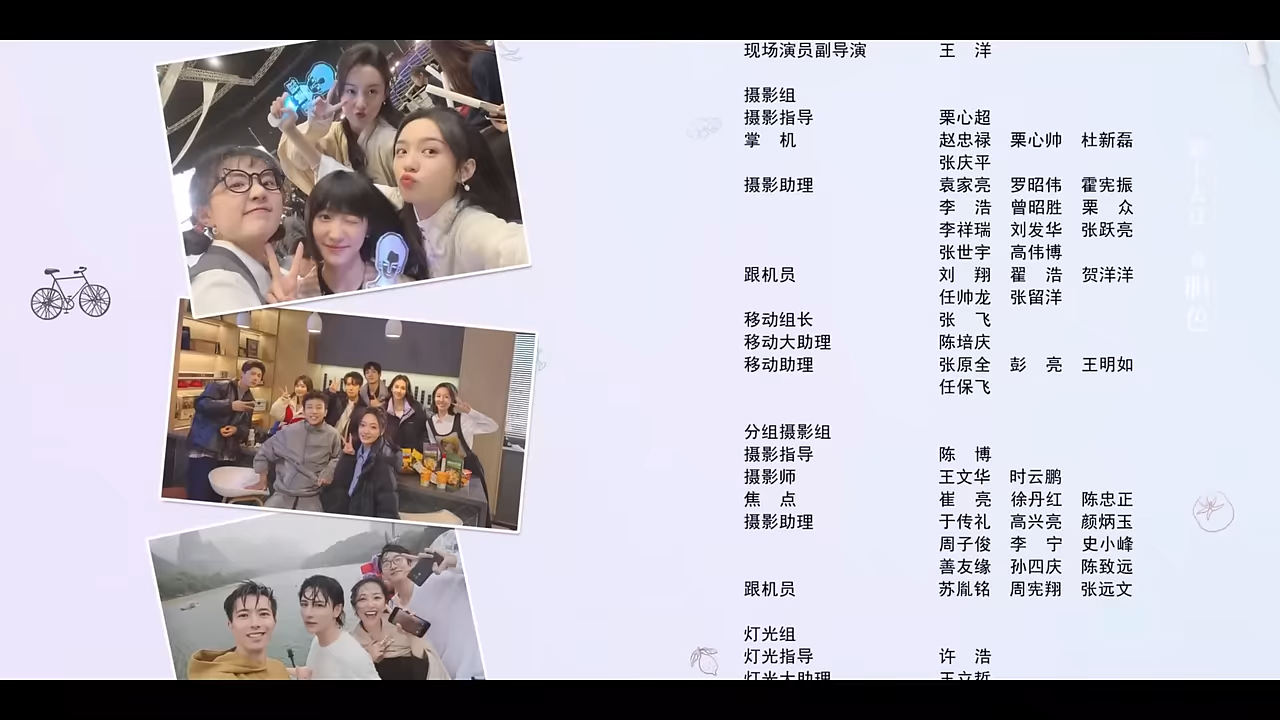 现场演员副导演 王 洋
摄影组
摄影指导 栗心超
掌 机 赵忠禄 栗心帅 杜新磊
张庆平
摄影助理 袁家亮 罗昭伟 霍宪振
李 浩 曾昭胜 栗 众
李祥瑞 刘发华 张跃亮
张世宇 高伟博
跟机员 刘 翔 翟 浩 贺洋洋
任帅龙 张留洋
移动组长 张 飞
移动大助理 陈培庆
移动助理 张原全 彭 亮 王明如
任保飞
分组摄影组
摄影指导 陈 博
摄影师 王文华 时云鹏
焦 点 崔 亮 徐丹红 陈忠正
摄影助理 于传礼 高兴亮 颜炳玉
周子俊 李 宁 史小峰
善友缘 孙四庆 陈致远
跟机员 苏胤铭 周宪翔 张远文
灯光组
灯光指导 许 浩
灯光大助理 王立哲